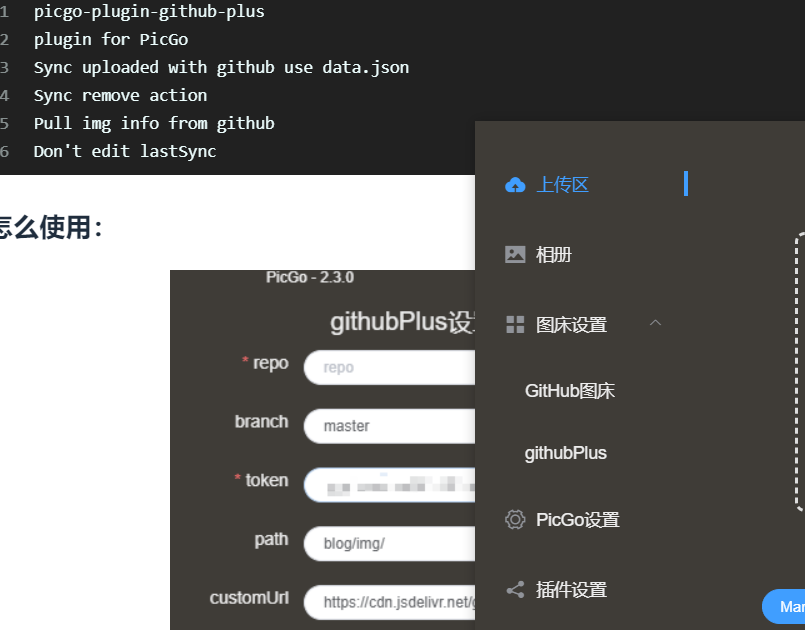 1 picgo-plugin-github-plus
2 plugin for PicGo
3 Sync uploaded with github use data.json
4 Sync remove action
5 Pull img info from github
6 Don't edit lastSync
怎么使用：
PicGo - 2.3.0
githubPlus设
* repo
repo
branch
master
* token
path
blog/img/
customUrl
https://cdn.jsdelivr.net/
上传区
相册
图床设置
GitHub图床
githubPlus
PicGo设置
插件设置
Mar